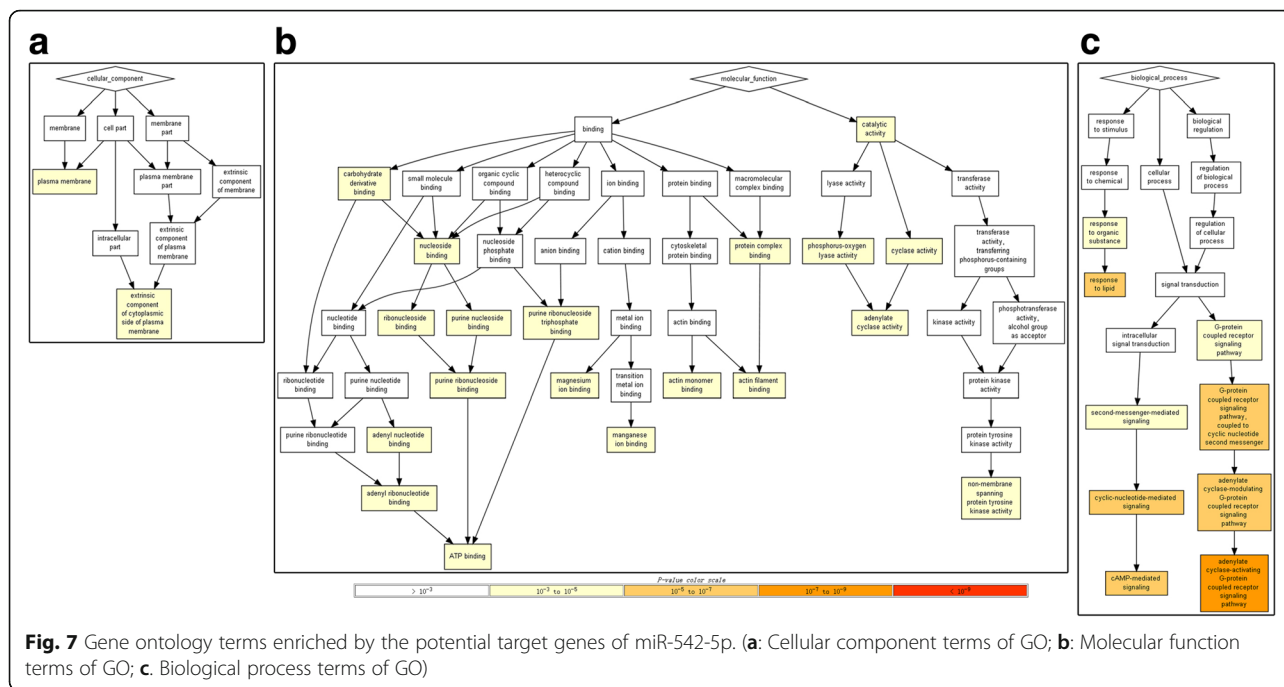 a
b
c
cellular_component
membrane
cell part
membrane
part
plasma membrane
plasma membrane
part
extrinsic
component
of membrane
intracellular
part
extrinsic
component
of plasma
membrane
extrinsic
component
of cytoplasmic
side of plasma
membrane
molecular_function
binding
catalytic
activity
carbohydrate
derivative
binding
small molecule
binding
organic cyclic
compound
binding
heterocyclic
compound
binding
ion binding
protein binding
macromolecular
complex binding
lyase activity
transferase
activity
nucleoside
binding
nucleoside
phosphate
binding
anion binding
cation binding
cytoskeletal
protein binding
protein complex
binding
phosphorus-oxygen
lyase activity
cyclase activity
transferase
activity,
transferring
phosphorus-containing
groups
nucleotide
binding
ribonucleoside
binding
purine nucleoside
binding
purine ribonucleoside
triphosphate
binding
metal ion
binding
actin binding
adenylate
cyclase activity
kinase activity
phosphotransferase
activity,
alcohol group
as acceptor
ribonucleotide
binding
purine nucleotide
binding
purine ribonucleoside
binding
magnesium
ion binding
transition
metal ion
binding
actin monomer
binding
actin filament
binding
protein kinase
activity
purine ribonucleotide
binding
adenyl nucleotide
binding
manganese
ion binding
protein tyrosine
kinase activity
adenyl ribonucleotide
binding
non-membrane
spanning
protein tyrosine
kinase activity
ATP binding
biological_process
response
to stimulus
biological
regulation
response
to chemical
cellular
process
regulation
of biological
process
response
to organic
substance
regulation
of cellular
process
response
to lipid
signal transduction
intracellular
signal transduction
G-protein
coupled receptor
signaling
pathway
second-messenger-mediated
signaling
G-protein
coupled receptor
signaling
pathway,
coupled to
cyclic nucleotide
second messenger
cyclic-nucleotide-mediated
signaling
adenylate
cyclase-modulating
G-protein
coupled receptor
signaling
pathway
cAMP-mediated
signaling
adenylate
cyclase-activating
G-protein
coupled receptor
signaling
pathway
P-value color scale
> 10⁻³ 10⁻³ to 10⁻⁵ 10⁻⁵ to 10⁻⁷ 10⁻⁷ to 10⁻⁹ < 10⁻⁹
Fig. 7 Gene ontology terms enriched by the potential target genes of miR-542-5p. (a: Cellular component terms of GO; b: Molecular function
terms of GO; c. Biological process terms of GO)